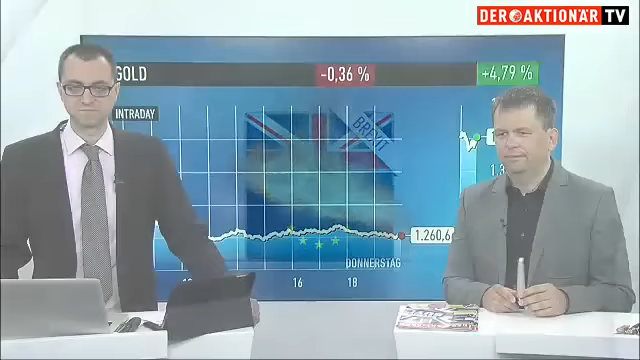 DER AKTIONÄR TV
GOLD -0,36 % +4,79 %
INTRADAY
BREXIT
1.260,6
DONNERSTAG
16 18